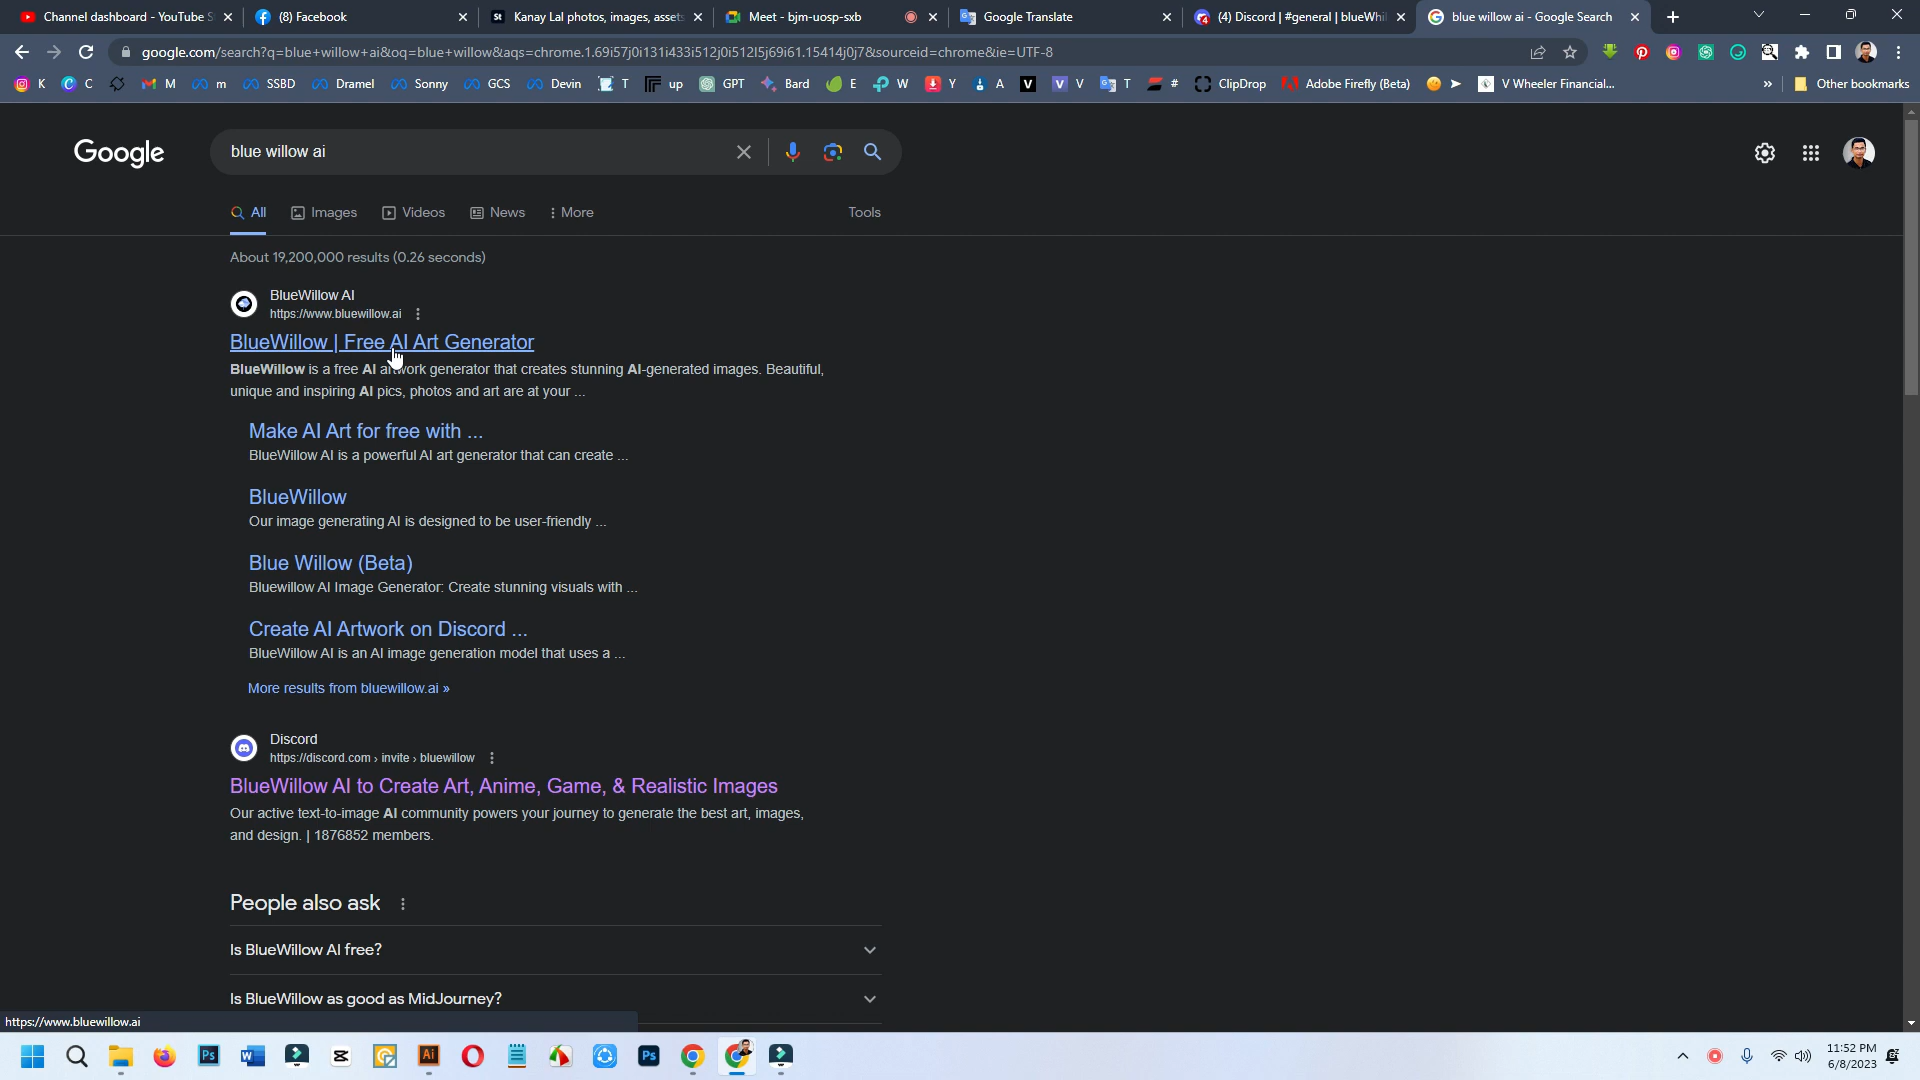 Channel dashboard - YouTube S
(8) Facebook
Kanay Lal photos, images, assets
Meet - bjm-uosp-sxb
Google Translate
(4) Discord | #general | blueWhi
blue willow ai - Google Search
google.com/search?q=blue+willow+ai&oq=blue+willow&aqs=chrome.1.69i57j0i131i433i512j0i512l5j69i61.15414j0j7&sourceid=chrome&ie=UTF-8
K
C
M
m
SSBD
Dramel
Sonny
GCS
Devin
T
up
GPT
Bard
E
W
Y
A
V
T
#
ClipDrop
Adobe Firefly (Beta)
V Wheeler Financial...
»
Other bookmarks
Google
blue willow ai
All
Images
Videos
News
More
Tools
About 19,200,000 results (0.26 seconds)
BlueWillow AI
https://www.bluewillow.ai
BlueWillow | Free AI Art Generator
BlueWillow is a free AI artwork generator that creates stunning AI-generated images. Beautiful,
unique and inspiring AI pics, photos and art are at your ...
Make AI Art for free with ...
BlueWillow AI is a powerful AI art generator that can create ...
BlueWillow
Our image generating AI is designed to be user-friendly ...
Blue Willow (Beta)
Bluewillow AI Image Generator: Create stunning visuals with ...
Create AI Artwork on Discord ...
BlueWillow AI is an AI image generation model that uses a ...
More results from bluewillow.ai »
Discord
https://discord.com › invite › bluewillow
BlueWillow AI to Create Art, Anime, Game, & Realistic Images
Our active text-to-image AI community powers your journey to generate the best art, images,
and design. | 1876852 members.
People also ask
Is BlueWillow AI free?
Is BlueWillow as good as MidJourney?
https://www.bluewillow.ai
11:52 PM
6/8/2023